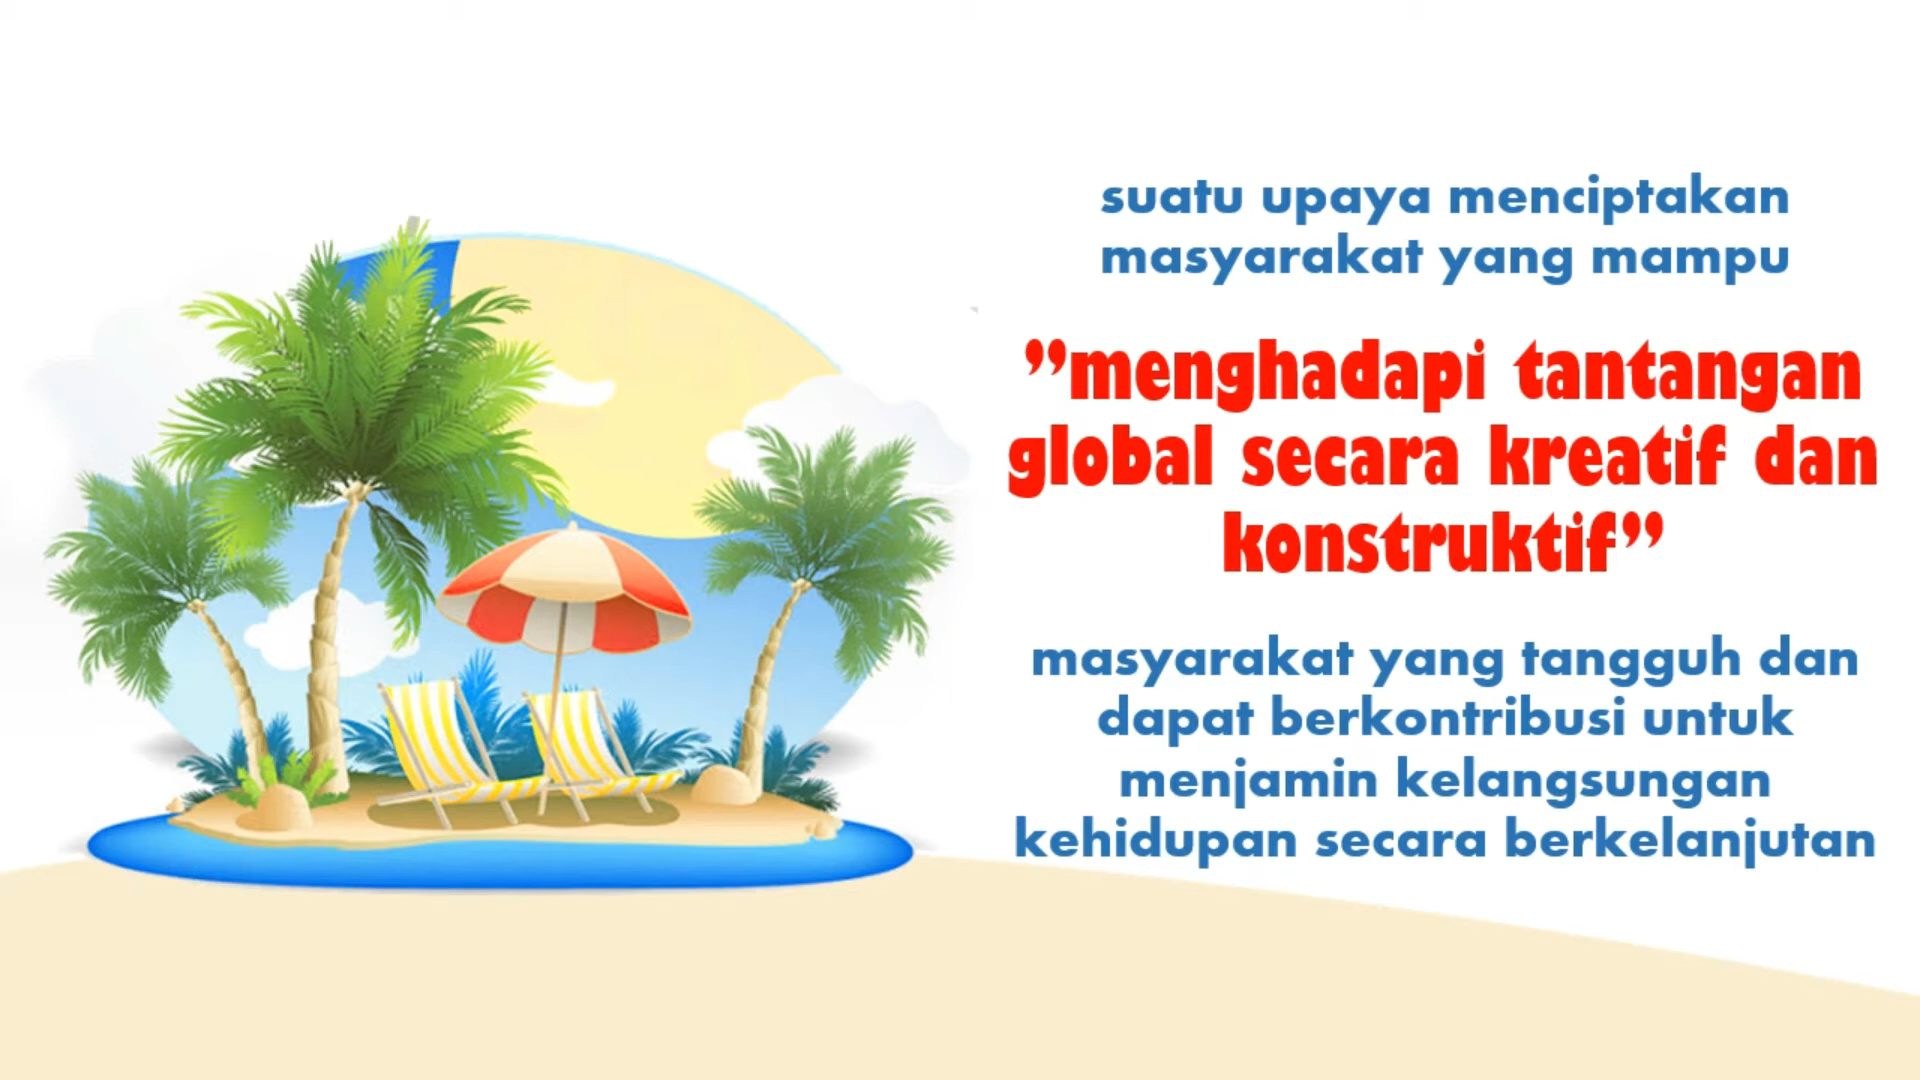 suatu upaya menciptakan
masyarakat yang mampu
”menghadapi tantangan
global secara kreatif dan
konstruktif”
masyarakat yang tangguh dan
dapat berkontribusi untuk
menjamin kelangsungan
kehidupan secara berkelanjutan